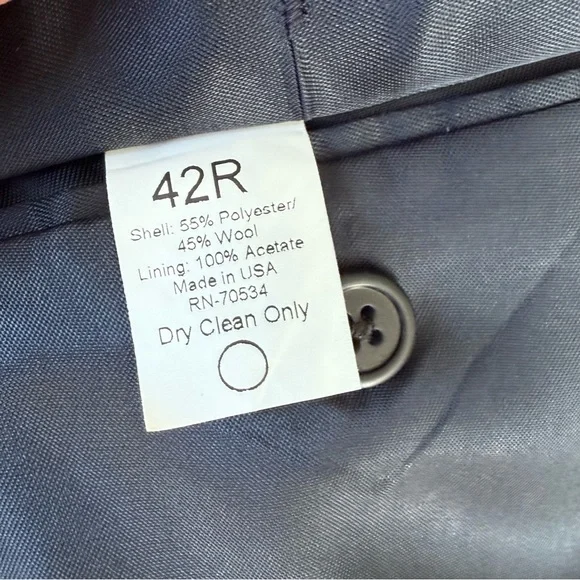 42R
Shell: 55% Polyester/
45% Wool
Lining: 100% Acetate
Made in USA
RN-70534
Dry Clean Only